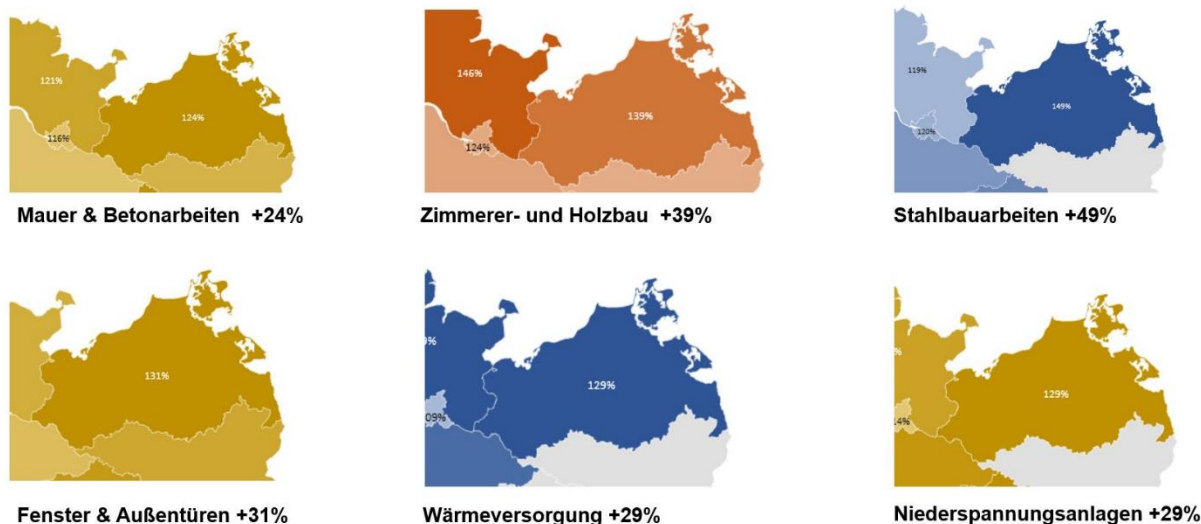 121%
124%
116%
Mauer & Betonarbeiten +24%
146%
139%
124%
Zimmerer- und Holzbau +39%
119%
149%
120%
Stahlbauarbeiten +49%
131%
Fenster & Außentüren +31%
129%
Wärmeversorgung +29%
129%
Niederspannungsanlagen +29%